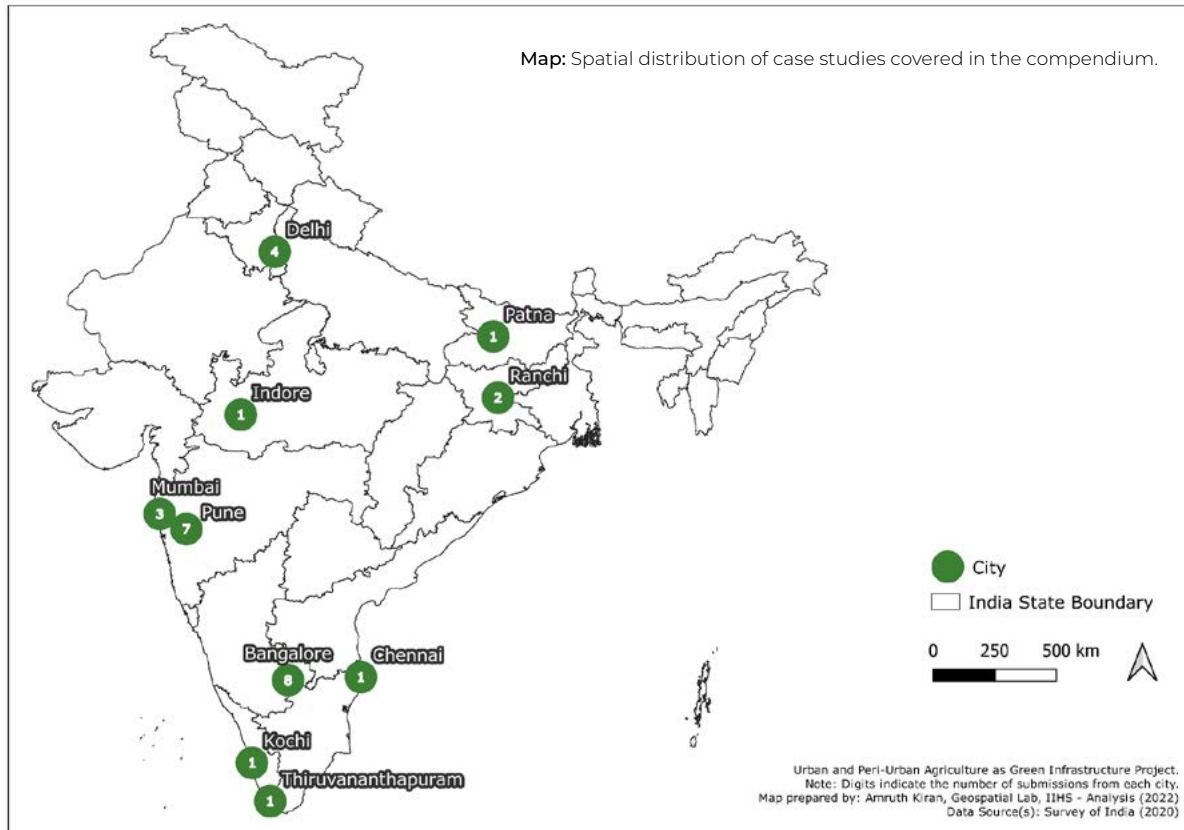 Map: Spatial distribution of case studies covered in the compendium.
Delhi
4
Patna
1
Ranchi
2
Indore
1
Mumbai
3
Pune
7
Bangalore
8
Chennai
1
Kochi
1
Thiruvananthapuram
1
City
India State Boundary
0 250 500 km
Urban and Peri-Urban Agriculture as Green Infrastructure Project.
Note: Digits indicate the number of submissions from each city.
Map prepared by: Amruth Kiran, Geospatial Lab, IIHS - Analysis (2022)
Data Source(s): Survey of India (2020)